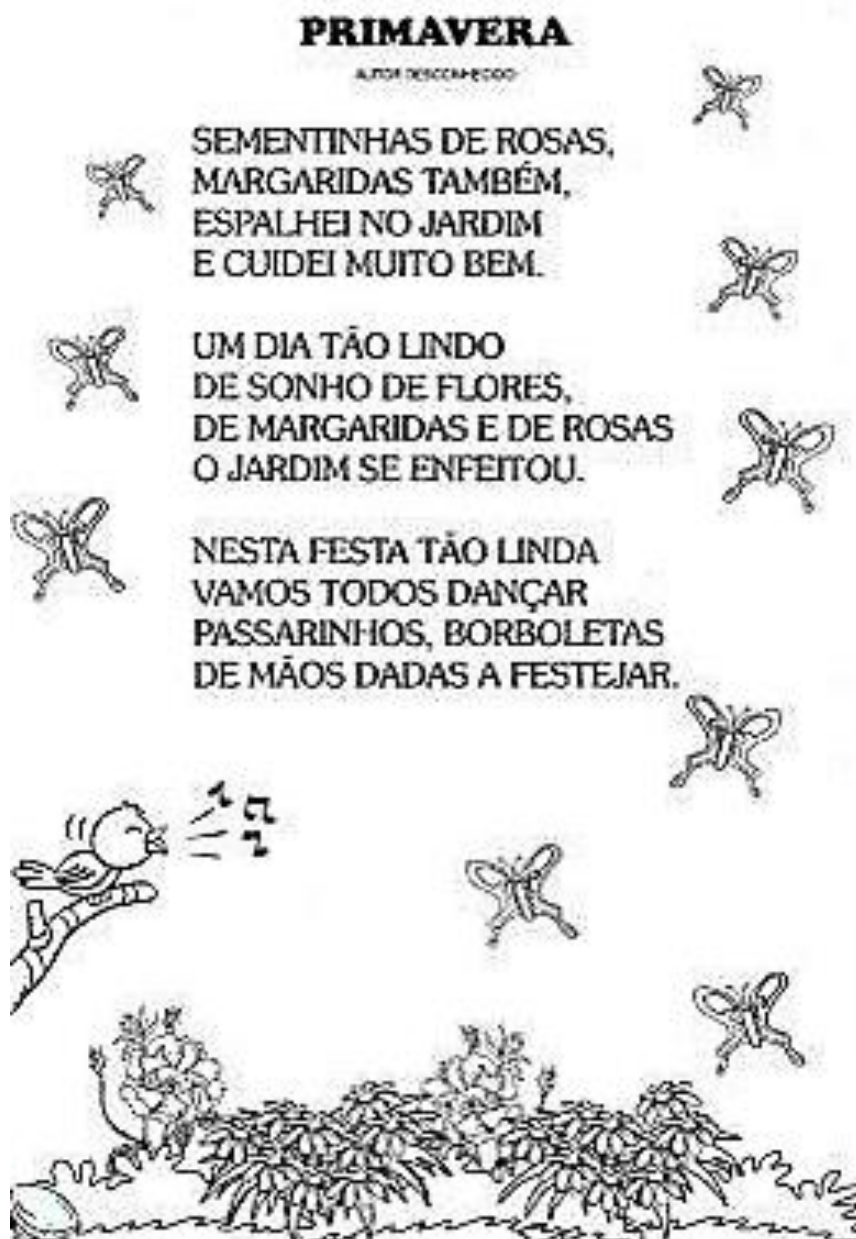 PRIMAVERA
AUTOR DESCONHECIDO
SEMENTINHAS DE ROSAS,
MARGARIDAS TAMBÉM,
ESPALHEI NO JARDIM
E CUIDEI MUITO BEM.
UM DIA TÃO LINDO
DE SONHO DE FLORES,
DE MARGARIDAS E DE ROSAS
O JARDIM SE ENFEITOU.
NESTA FESTA TÃO LINDA
VAMOS TODOS DANÇAR
PASSARINHOS, BORBOLETAS
DE MÃOS DADAS A FESTEJAR.